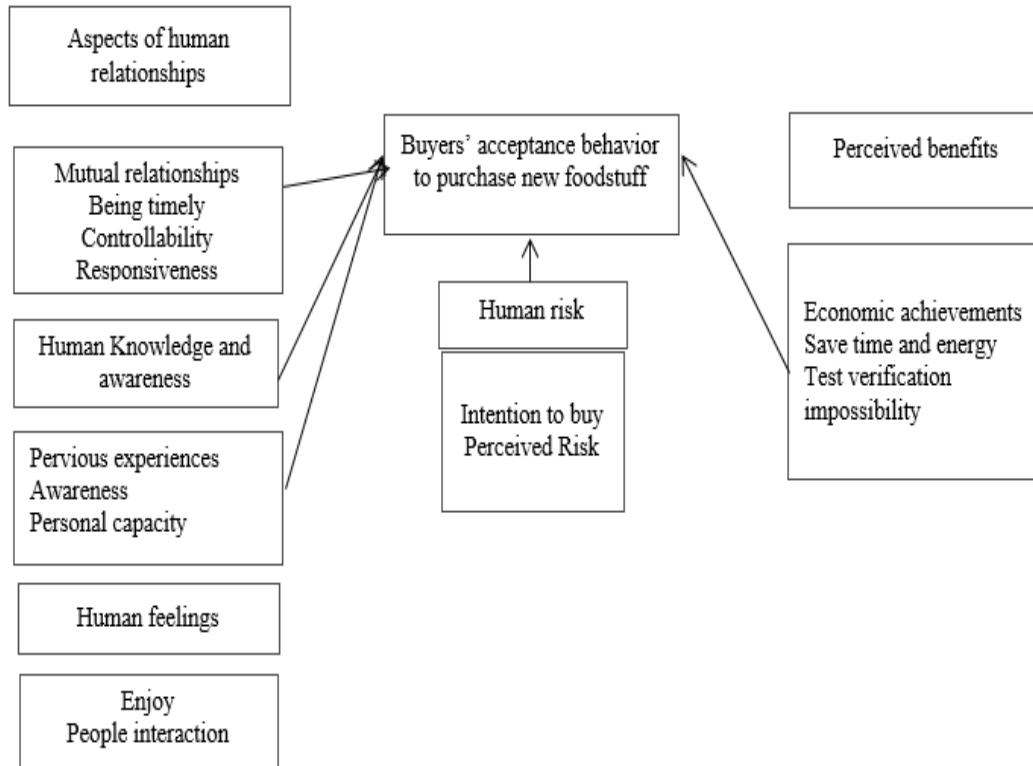 Aspects of human
relationships
Mutual relationships
Being timely
Controllability
Responsiveness
Human Knowledge and
awareness
Pervious experiences
Awareness
Personal capacity
Human feelings
Enjoy
People interaction
Buyers’ acceptance behavior
to purchase new foodstuff
Human risk
Intention to buy
Perceived Risk
Perceived benefits
Economic achievements
Save time and energy
Test verification
impossibility